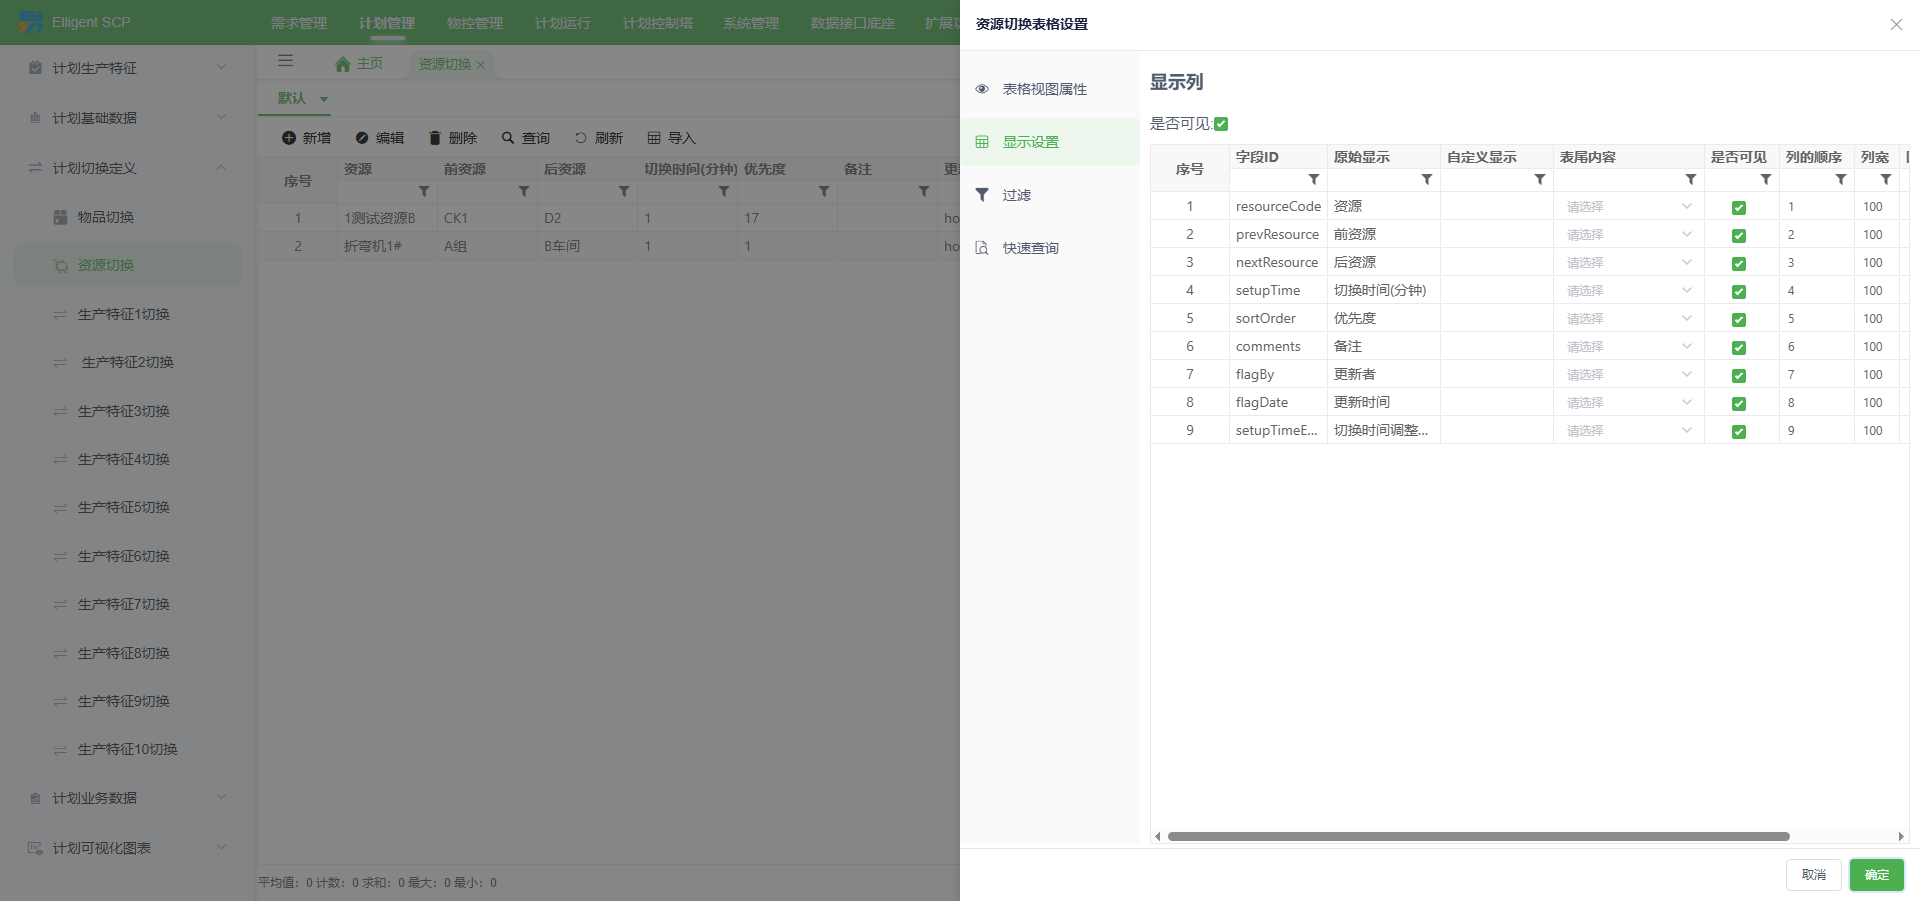 Elligent SCP
需求管理 计划管理 物控管理 计划运行 计划控制塔 系统管理 数据接口底座
计划生产特征
计划基础数据
计划切换定义
物品切换
资源切换
生产特征1切换
生产特征2切换
生产特征3切换
生产特征4切换
生产特征5切换
生产特征6切换
生产特征7切换
生产特征8切换
生产特征9切换
生产特征10切换
计划业务数据
计划可视化图表
主页 资源切换
默认
新增 编辑 删除 查询 刷新 导入
序号 资源 前资源 后资源 切换时间(分钟) 优先度 备注
1 1测试资源B CK1 D2 1 17 ho
2 折弯机1# A组 B车间 1 1 ho
平均值：0 计数：0 求和：0 最大：0 最小：0
资源切换表格设置
表格视图属性
显示设置
过滤
快速查询
显示列
是否可见:
序号 字段ID 原始显示 自定义显示 表尾内容 是否可见 列的顺序 列宽
1 resourceCode 资源 请选择 1 100
2 prevResource 前资源 请选择 2 100
3 nextResource 后资源 请选择 3 100
4 setupTime 切换时间(分钟) 请选择 4 100
5 sortOrder 优先度 请选择 5 100
6 comments 备注 请选择 6 100
7 flagBy 更新者 请选择 7 100
8 flagDate 更新时间 请选择 8 100
9 setupTimeE... 切换时间调整... 请选择 9 100
取消 确定